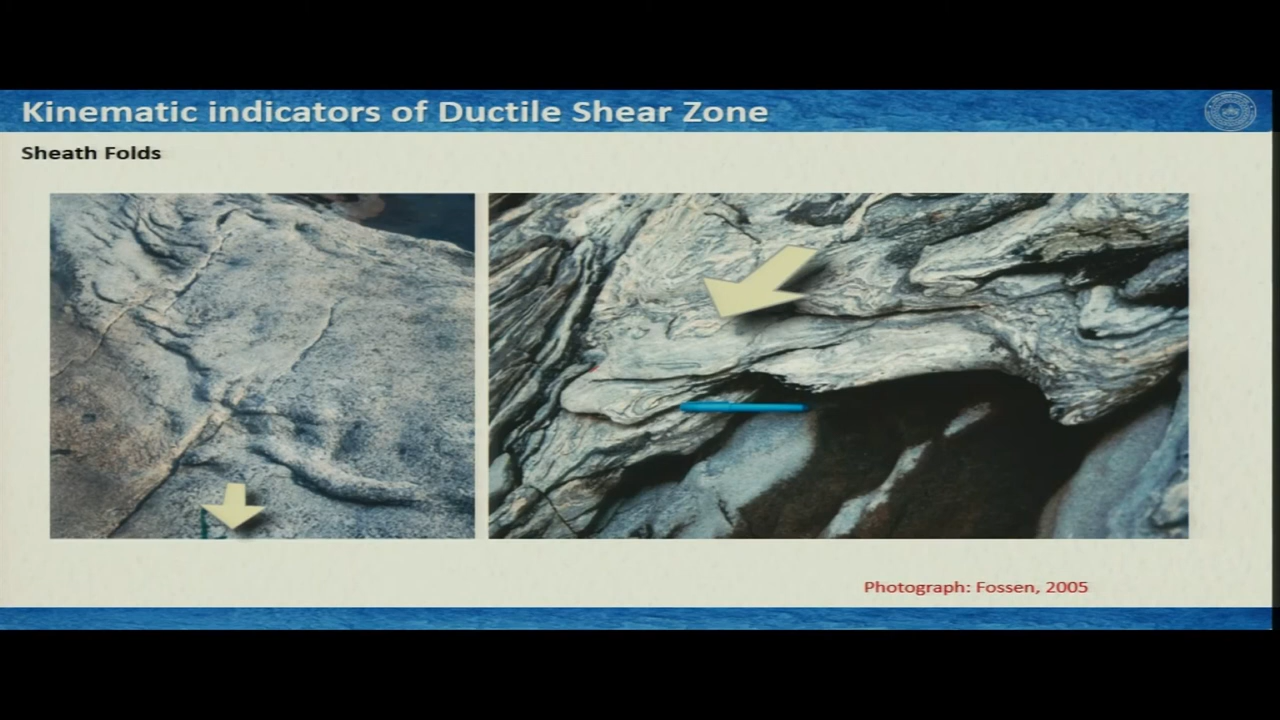 Kinematic indicators of Ductile Shear Zone
Sheath Folds
Photograph: Fossen, 2005